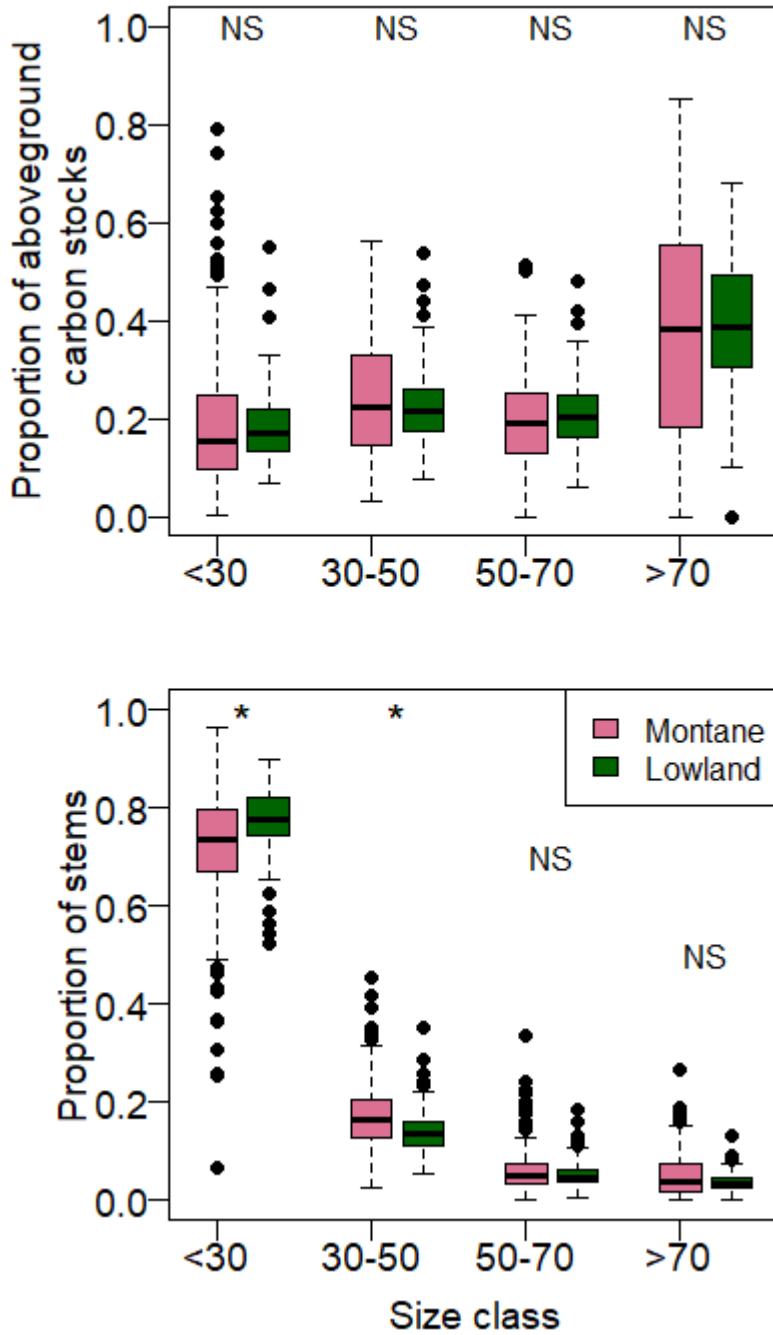 Proportion of aboveground
carbon stocks
1.0
0.8
0.6
0.4
0.2
0.0
NS NS NS NS
<30 30-50 50-70 >70
Proportion of stems
1.0
0.8
0.6
0.4
0.2
0.0
* *
NS
NS
Montane
Lowland
<30 30-50 50-70 >70
Size class